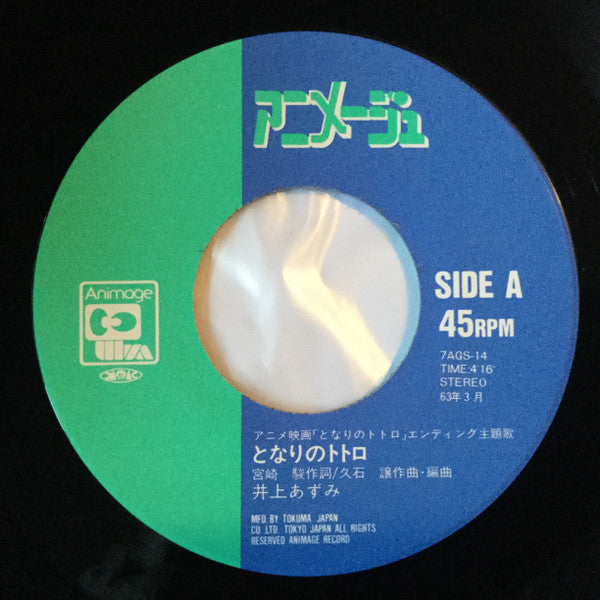 アニメージュ
Animage
SIDE A
45RPM
7AGS-14
TIME:4'16"
STEREO
63年3月
アニメ映画「となりのトトロ」エンディング主題歌
となりのトトロ
宮崎 駿作詞/久石 譲作曲・編曲
井上あずみ
MFD. BY TOKUMA JAPAN
CO. LTD. TOKYO JAPAN ALL RIGHTS
RESERVED ANIMAGE RECORD